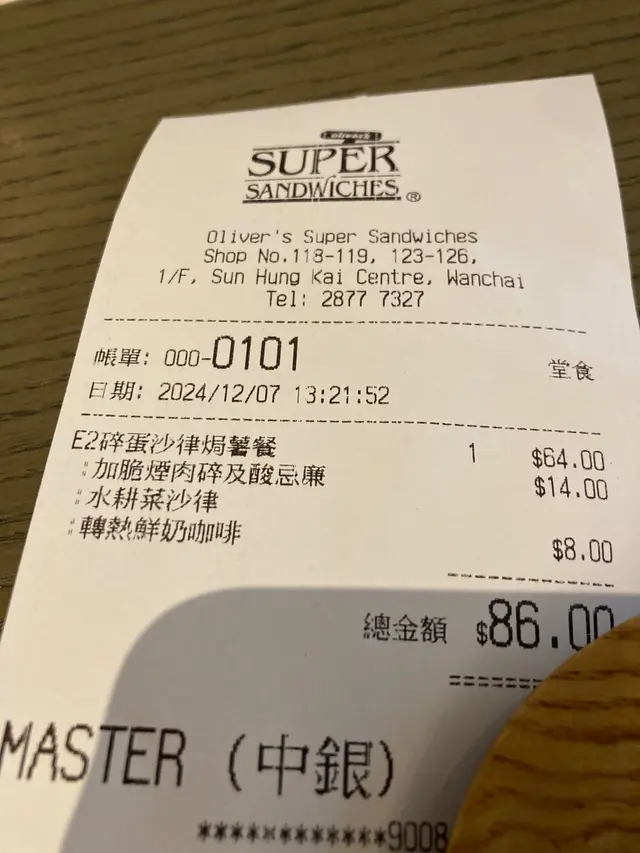 Oliver's
SUPER
SANDWICHES®
Oliver's Super Sandwiches
Shop No.118-119, 123-126,
1/F, Sun Hung Kai Centre, Wanchai
Tel: 2877 7327
帳單: 000-0101 堂食
日期: 2024/12/07 13:21:52
E2碎蛋沙律焗薯餐 1 $64.00
加脆煙肉碎及酸忌廉 $14.00
水耕菜沙律
轉熱鮮奶咖啡 $8.00
總金額 $86.00
MASTER (中銀)
************9008